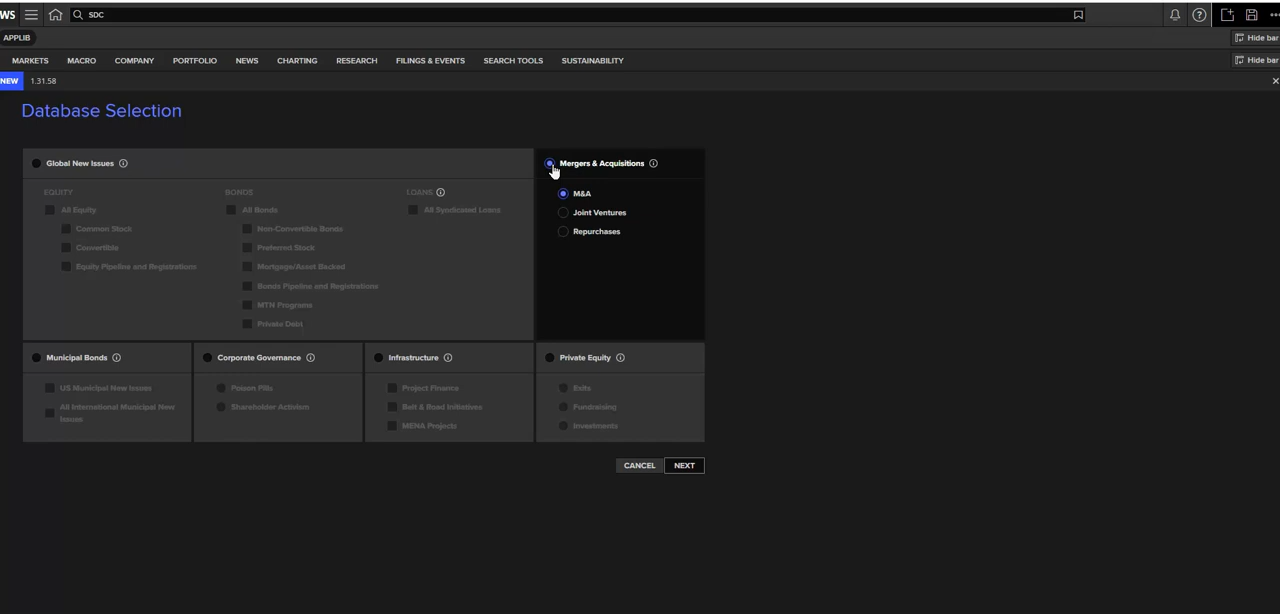 WS SDC
APPLIB Hide bar
MARKETS MACRO COMPANY PORTFOLIO NEWS CHARTING RESEARCH FILINGS & EVENTS SEARCH TOOLS SUSTAINABILITY Hide bar
NEW 1.31.58
Database Selection
Global New Issues
EQUITY
All Equity
Common Stock
Convertible
Equity Pipeline and Registrations
BONDS
All Bonds
Non-Convertible Bonds
Preferred Stock
Mortgage/Asset Backed
Bonds Pipeline and Registrations
MTN Programs
Private Debt
LOANS
All Syndicated Loans
Mergers & Acquisitions
M&A
Joint Ventures
Repurchases
Municipal Bonds
US Municipal New Issues
All International Municipal New
Issues
Corporate Governance
Poison Pills
Shareholder Activism
Infrastructure
Project Finance
Belt & Road Initiatives
MENA Projects
Private Equity
Exits
Fundraising
Investments
CANCEL NEXT